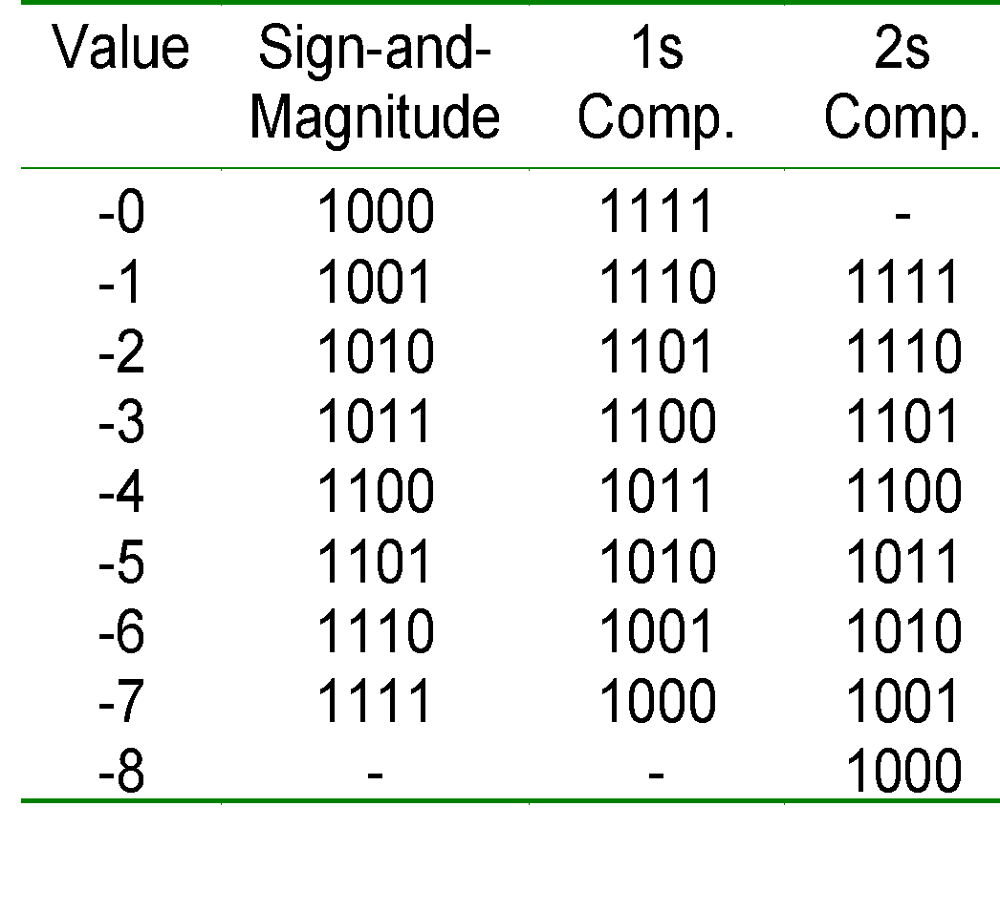 Value Sign-and- 1s 2s
Magnitude Comp. Comp.
-0 1000 1111 -
-1 1001 1110 1111
-2 1010 1101 1110
-3 1011 1100 1101
-4 1100 1011 1100
-5 1101 1010 1011
-6 1110 1001 1010
-7 1111 1000 1001
-8 - - 1000